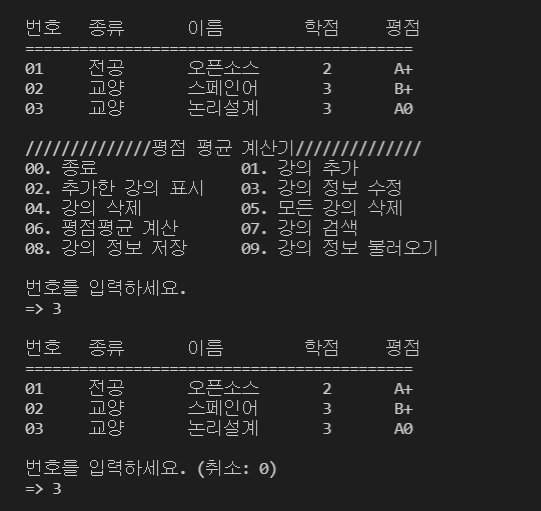 번호 종류 이름 학점 평점
===========================================
01 전공 오픈소스 2 A+
02 교양 스페인어 3 B+
03 교양 논리설계 3 A0
//////////////평점 평균 계산기//////////////
00. 종료 01. 강의 추가
02. 추가한 강의 표시 03. 강의 정보 수정
04. 강의 삭제 05. 모든 강의 삭제
06. 평점평균 계산 07. 강의 검색
08. 강의 정보 저장 09. 강의 정보 불러오기
번호를 입력하세요.
=> 3
번호 종류 이름 학점 평점
===========================================
01 전공 오픈소스 2 A+
02 교양 스페인어 3 B+
03 교양 논리설계 3 A0
번호를 입력하세요. (취소: 0)
=> 3